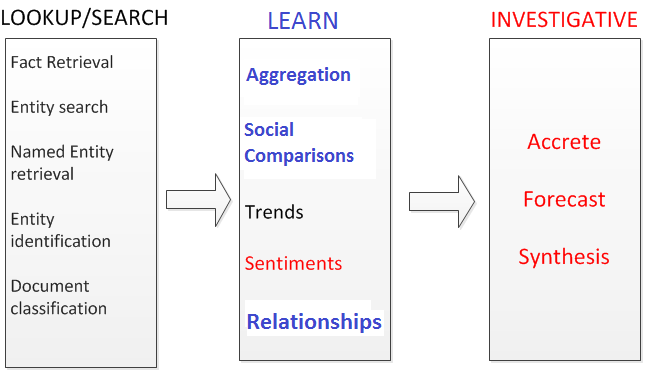 LOOKUP/SEARCH
Fact Retrieval
Entity search
Named Entity
retrieval
Entity
identification
Document
classification
LEARN
Aggregation
Social
Comparisons
Trends
Sentiments
Relationships
INVESTIGATIVE
Accrete
Forecast
Synthesis